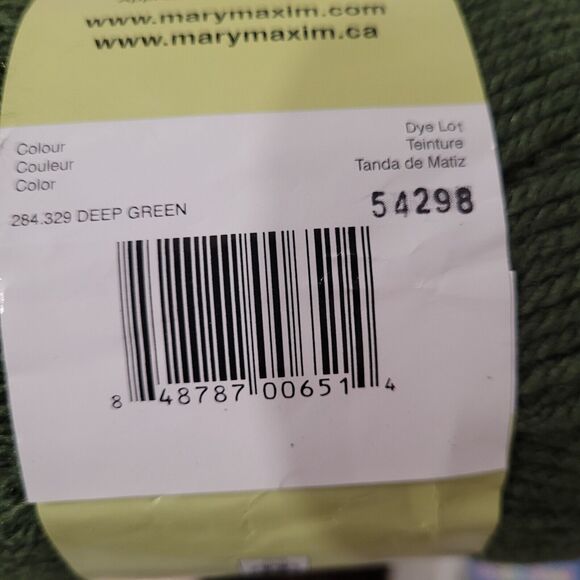 www.marymaxim.com
www.marymaxim.ca
Colour
Couleur
Color
284.329 DEEP GREEN
Dye Lot
Teinture
Tanda de Matiz
54298
8 48787 00651 4